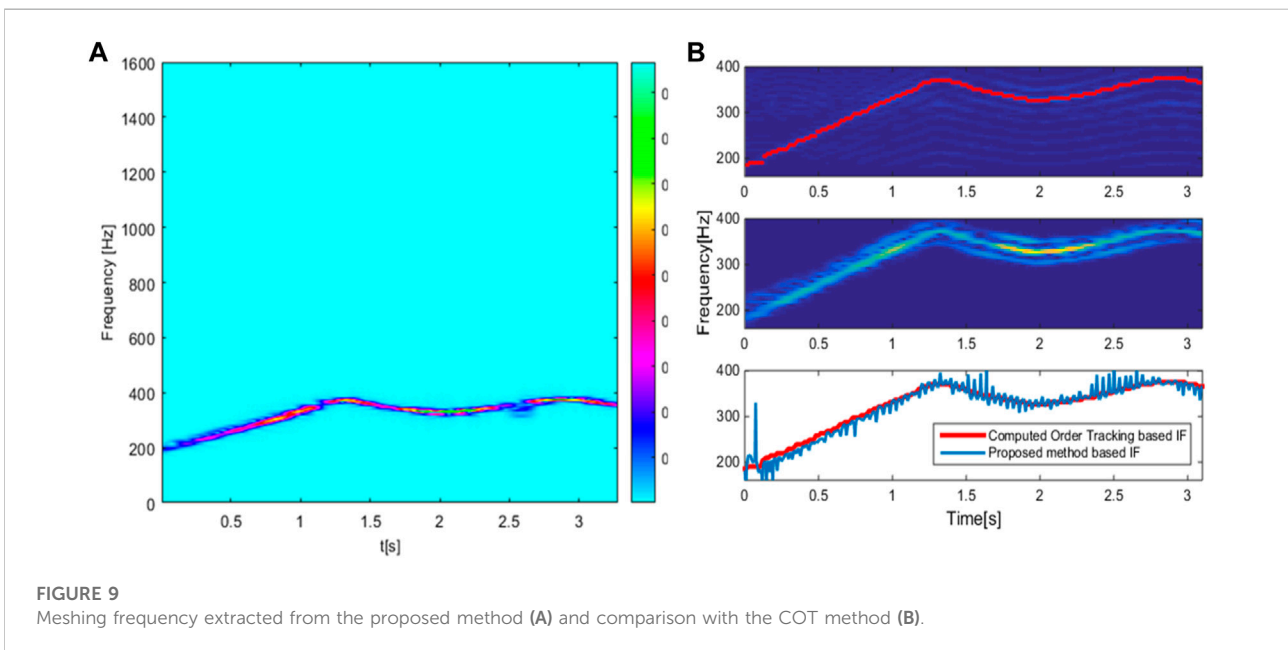 A
1600
1400
1200
1000
800
600
400
200
0
Frequency [Hz]
0.5 1 1.5 2 2.5 3
t[s]
0
0
0
0
0
0
0
0
0
B
400
300
200
0 0.5 1 1.5 2 2.5 3
400
300
200
Frequency[Hz]
0 0.5 1 1.5 2 2.5 3
400
300
200
Computed Order Tracking based IF
Proposed method based IF
0 0.5 1 1.5 2 2.5 3
Time[s]
FIGURE 9
Meshing frequency extracted from the proposed method (A) and comparison with the COT method (B).